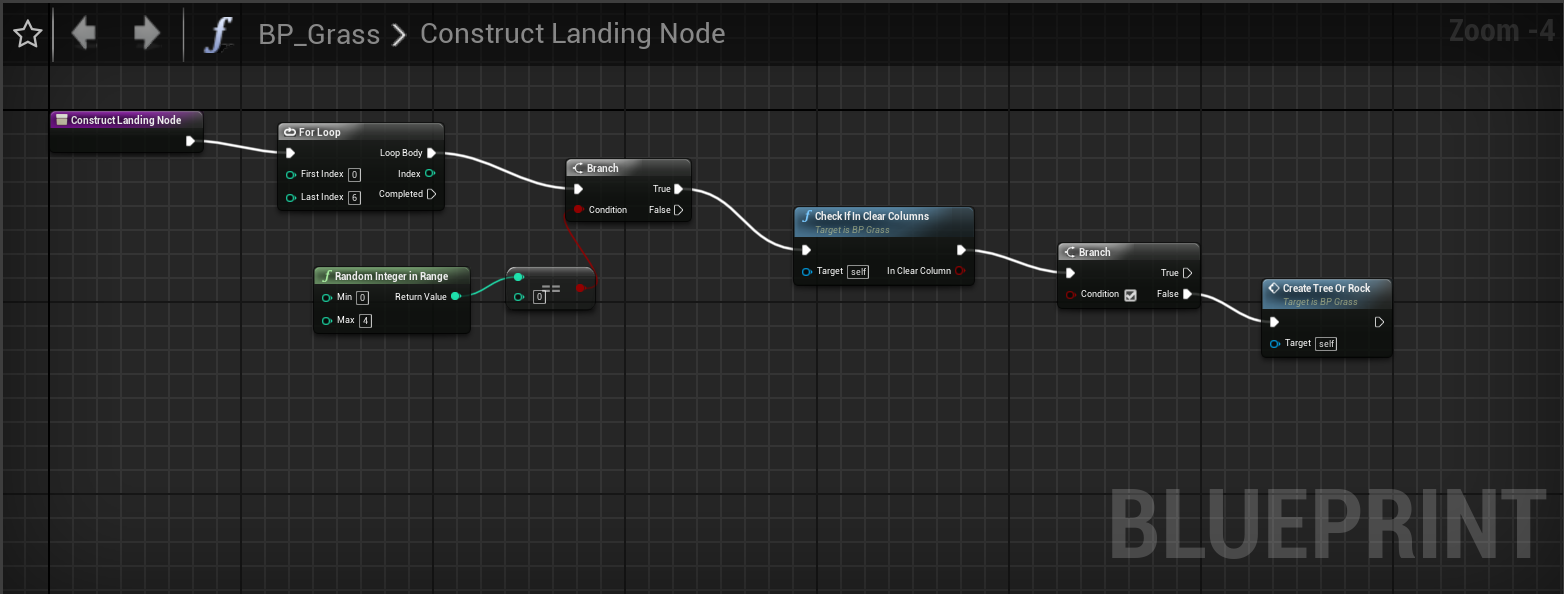 BP_Grass > Construct Landing Node
Zoom -4
Construct Landing Node
For Loop
Loop Body
First Index 0
Index
Last Index 6
Completed
Branch
True
Condition
False
Random Integer in Range
Min 0
Return Value
Max 4
==
0
Check If In Clear Columns
Target is BP Grass
Target self
In Clear Column
Branch
True
Condition
False
Create Tree Or Rock
Target is BP Grass
Target self
BLUEPRINT